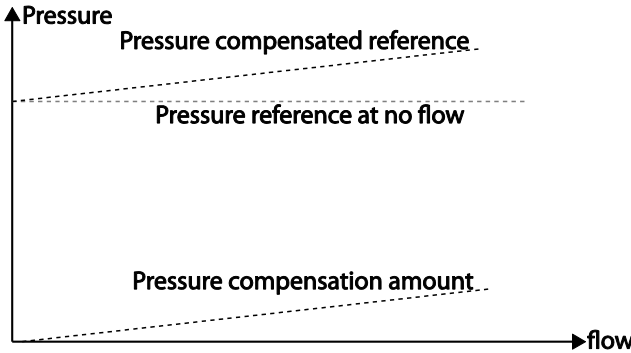 Pressure
Pressure compensated reference
Pressure reference at no flow
Pressure compensation amount
flow